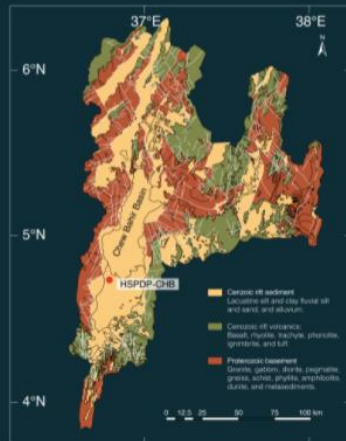 37°E
38°E
N
6°N
Chew Bahir Basin
5°N
HSPDP-CHB
Cenozoic rift sediment
Lacustine silt and clay fluvial silt
and sand, and alluvium.
Cenozoic rift volcanics:
Basalt, rhyolite, trachyte, phonolite,
ignimbrite, and tuff.
Proterozoic basement
Granite, gabbro, diorite, pegmatite,
gneiss, schist, phyllite, amphibolite,
dunite, and metasediments.
4°N
0 12.5 25 50 75 100 km